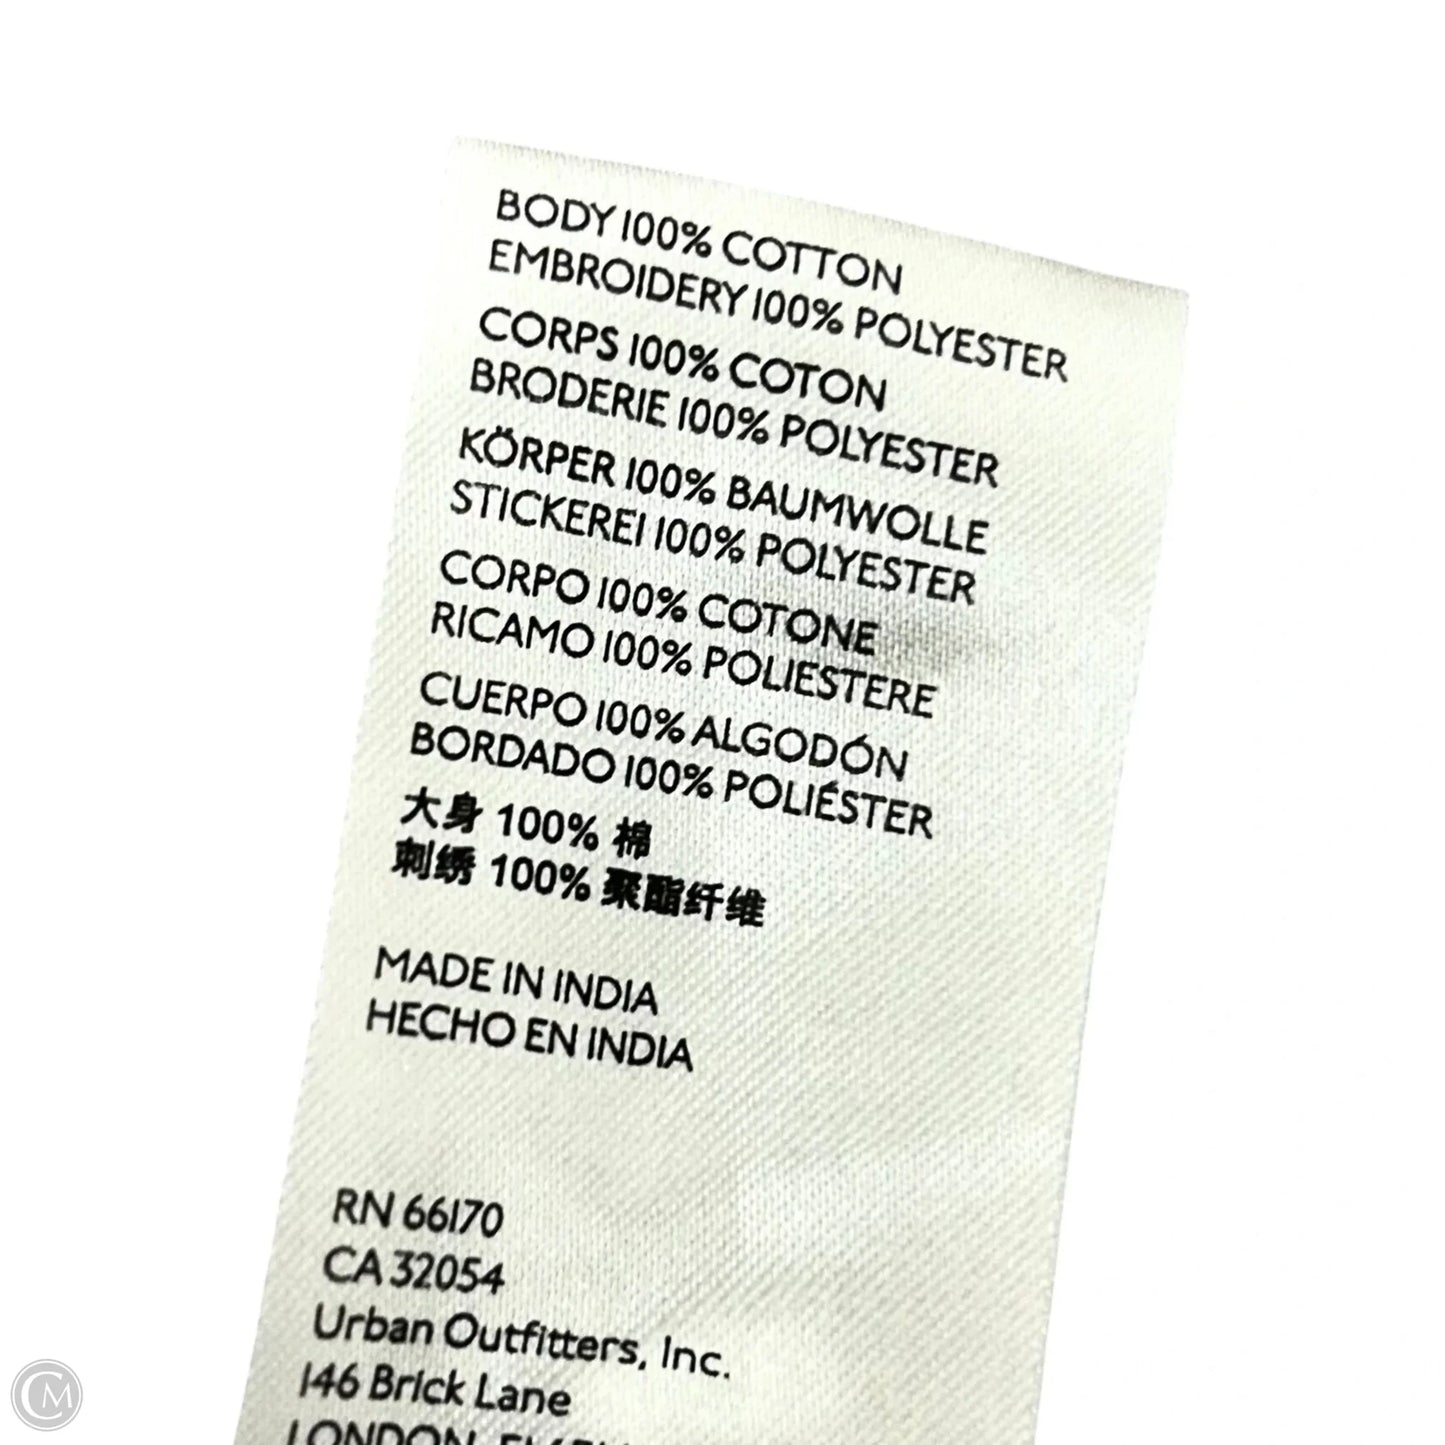 BODY 100% COTTON
EMBROIDERY 100% POLYESTER
CORPS 100% COTON
BRODERIE 100% POLYESTER
KÖRPER 100% BAUMWOLLE
STICKEREI 100% POLYESTER
CORPO 100% COTONE
RICAMO 100% POLIESTERE
CUERPO 100% ALGODÓN
BORDADO 100% POLIÉSTER
大身 100% 棉
刺绣 100% 聚酯纤维
MADE IN INDIA
HECHO EN INDIA
RN 66170
CA 32054
Urban Outfitters, Inc.
146 Brick Lane
LONDON,
CM